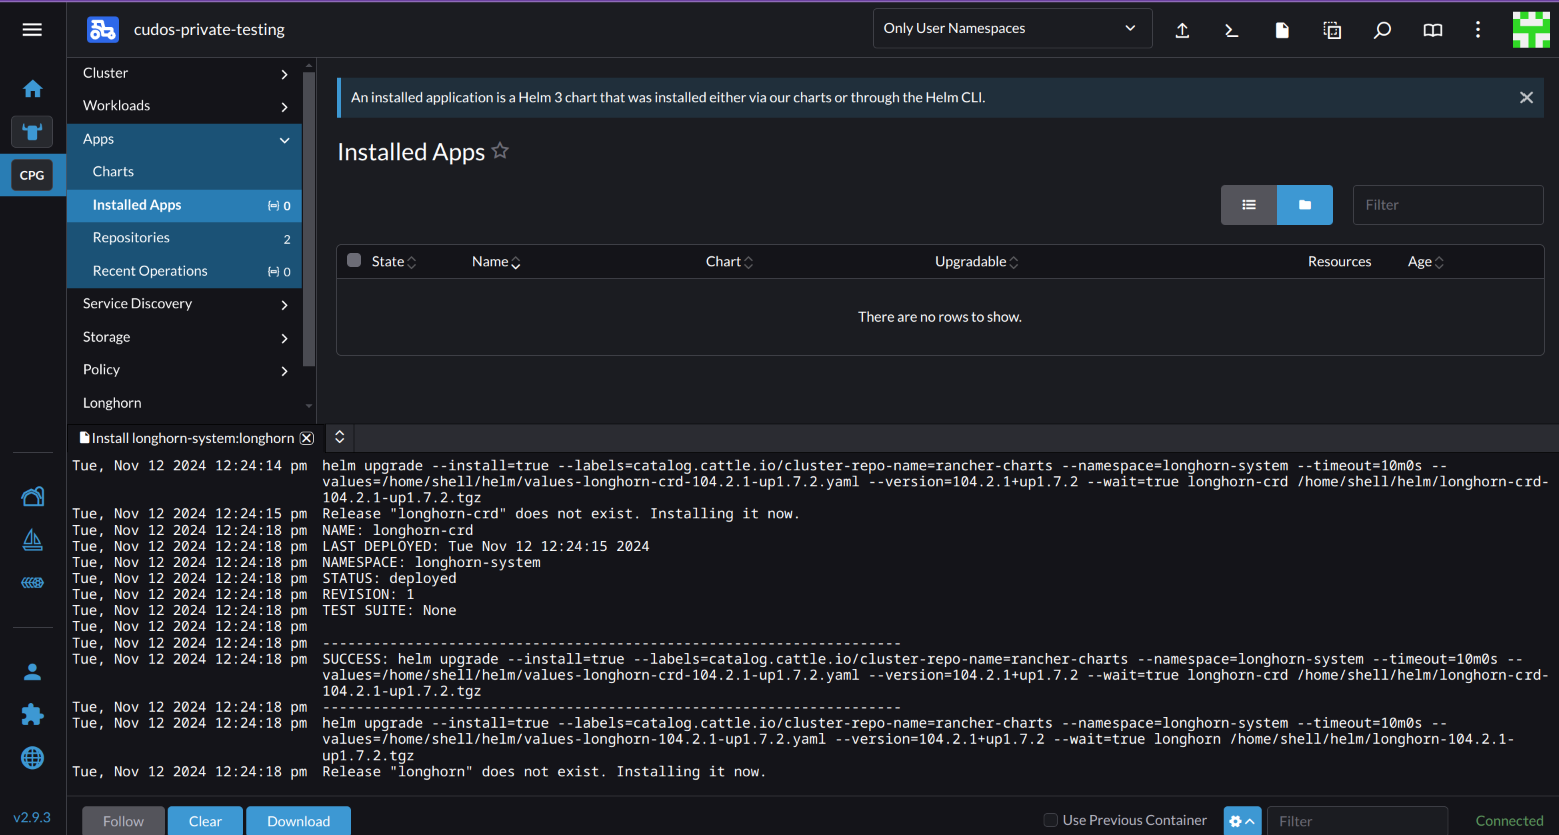 cudos-private-testing
Only User Namespaces
Cluster
Workloads
Apps
Charts
Installed Apps 0
Repositories 2
Recent Operations 0
Service Discovery
Storage
Policy
Longhorn
CPG
v2.9.3
An installed application is a Helm 3 chart that was installed either via our charts or through the Helm CLI.
Installed Apps
Filter
State Name Chart Upgradable Resources Age
There are no rows to show.
Install longhorn-system:longhorn
Tue, Nov 12 2024 12:24:14 pm helm upgrade --install=true --labels=catalog.cattle.io/cluster-repo-name=rancher-charts --namespace=longhorn-system --timeout=10m0s --
values=/home/shell/helm/values-longhorn-crd-104.2.1-up1.7.2.yaml --version=104.2.1+up1.7.2 --wait=true longhorn-crd /home/shell/helm/longhorn-crd-
104.2.1-up1.7.2.tgz
Tue, Nov 12 2024 12:24:15 pm Release "longhorn-crd" does not exist. Installing it now.
Tue, Nov 12 2024 12:24:18 pm NAME: longhorn-crd
Tue, Nov 12 2024 12:24:18 pm LAST DEPLOYED: Tue Nov 12 12:24:15 2024
Tue, Nov 12 2024 12:24:18 pm NAMESPACE: longhorn-system
Tue, Nov 12 2024 12:24:18 pm STATUS: deployed
Tue, Nov 12 2024 12:24:18 pm REVISION: 1
Tue, Nov 12 2024 12:24:18 pm TEST SUITE: None
Tue, Nov 12 2024 12:24:18 pm
Tue, Nov 12 2024 12:24:18 pm ---------------------------------------------------------------------
Tue, Nov 12 2024 12:24:18 pm SUCCESS: helm upgrade --install=true --labels=catalog.cattle.io/cluster-repo-name=rancher-charts --namespace=longhorn-system --timeout=10m0s --
values=/home/shell/helm/values-longhorn-crd-104.2.1-up1.7.2.yaml --version=104.2.1+up1.7.2 --wait=true longhorn-crd /home/shell/helm/longhorn-crd-
104.2.1-up1.7.2.tgz
Tue, Nov 12 2024 12:24:18 pm ---------------------------------------------------------------------
Tue, Nov 12 2024 12:24:18 pm helm upgrade --install=true --labels=catalog.cattle.io/cluster-repo-name=rancher-charts --namespace=longhorn-system --timeout=10m0s --
values=/home/shell/helm/values-longhorn-104.2.1-up1.7.2.yaml --version=104.2.1+up1.7.2 --wait=true longhorn /home/shell/helm/longhorn-104.2.1-
up1.7.2.tgz
Tue, Nov 12 2024 12:24:18 pm Release "longhorn" does not exist. Installing it now.
Follow Clear Download Use Previous Container Filter Connected